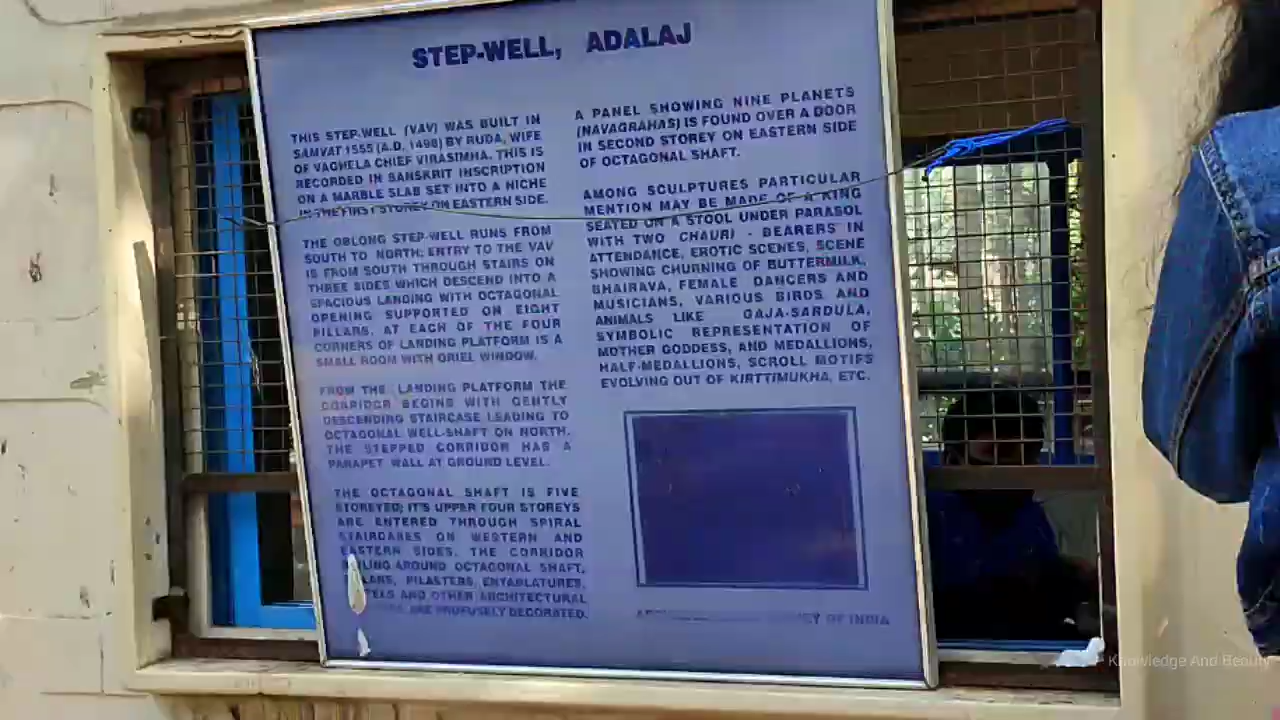 STEP-WELL, ADALAJ
THIS STEP-WELL (VAV) WAS BUILT IN
SAMVAT 1555 (A.D. 1498) BY RUDA, WIFE
OF VAGHELA CHIEF VIRASIMHA. THIS IS
RECORDED IN SANSKRIT INSCRIPTION
ON A MARBLE SLAB SET INTO A NICHE
IN THE FIRST STOREY ON EASTERN SIDE.
THE OBLONG STEP-WELL RUNS FROM
SOUTH TO NORTH; ENTRY TO THE VAV
IS FROM SOUTH THROUGH STAIRS ON
THREE SIDES WHICH DESCEND INTO A
SPACIOUS LANDING WITH OCTAGONAL
OPENING SUPPORTED ON EIGHT
PILLARS. AT EACH OF THE FOUR
CORNERS OF LANDING PLATFORM IS A
SMALL ROOM WITH ORIEL WINDOW.
FROM THE LANDING PLATFORM THE
CORRIDOR BEGINS WITH GENTLY
DESCENDING STAIRCASE LEADING TO
OCTAGONAL WELL-SHAFT ON NORTH.
THE STEPPED CORRIDOR HAS A
PARAPET WALL AT GROUND LEVEL.
THE OCTAGONAL SHAFT IS FIVE
STOREYED; IT'S UPPER FOUR STOREYS
ARE ENTERED THROUGH SPIRAL
STAIRCASES ON WESTERN AND
EASTERN SIDES. THE CORRIDOR
AROUND OCTAGONAL SHAFT,
PILASTERS, ENTABLATURES,
AND OTHER ARCHITECTURAL
ARE PROFUSELY DECORATED.
A PANEL SHOWING NINE PLANETS
(NAVAGRAHAS) IS FOUND OVER A DOOR
IN SECOND STOREY ON EASTERN SIDE
OF OCTAGONAL SHAFT.
AMONG SCULPTURES PARTICULAR
MENTION MAY BE MADE OF A KING
SEATED ON A STOOL UNDER PARASOL
WITH TWO CHAURI - BEARERS IN
ATTENDANCE, EROTIC SCENES, SCENE
SHOWING CHURNING OF BUTTERMILK,
BHAIRAVA, FEMALE DANCERS AND
MUSICIANS, VARIOUS BIRDS AND
ANIMALS LIKE GAJA-SARDULA,
SYMBOLIC REPRESENTATION OF
MOTHER GODDESS, AND MEDALLIONS,
HALF-MEDALLIONS, SCROLL MOTIFS
EVOLVING OUT OF KIRTTIMUKHA, ETC.
OF INDIA
Knowledge And Beauty